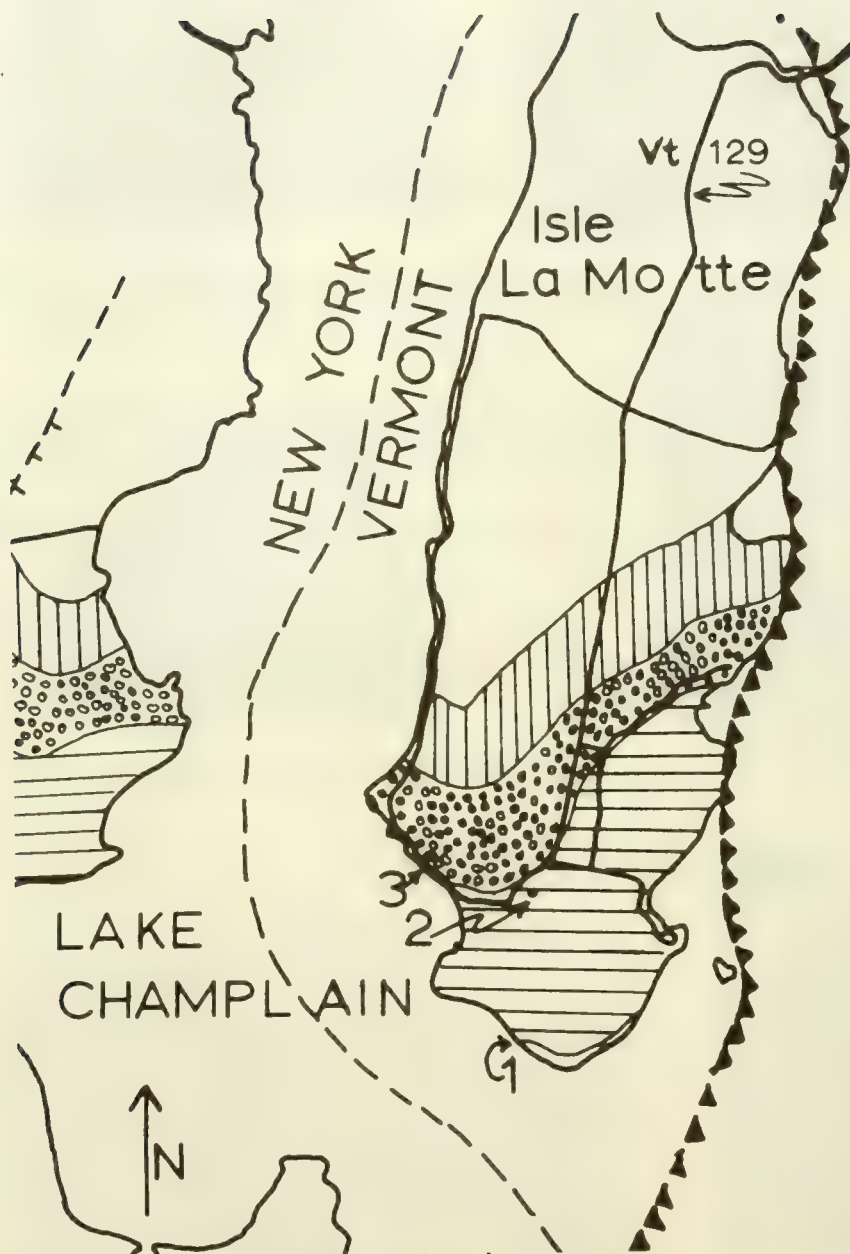 Vt 129
Isle
La Motte
NEW YORK
VERMONT
3
2
LAKE
CHAMPLAIN
1
N